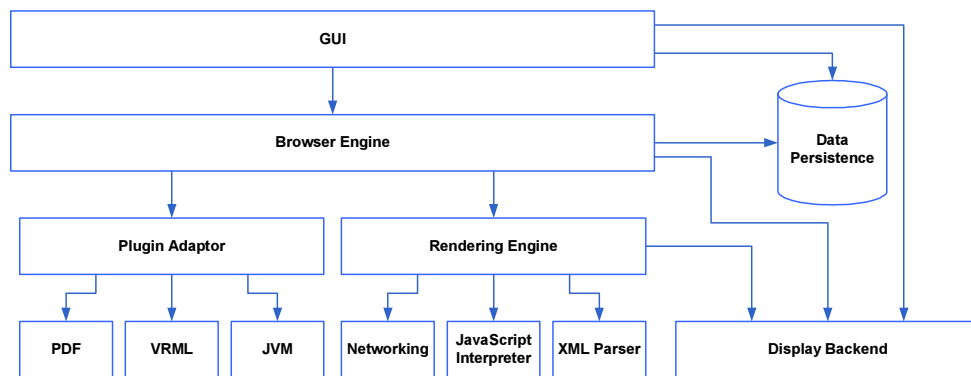 GUI
Browser Engine
Data
Persistence
Plugin Adaptor
Rendering Engine
PDF
VRML
JVM
Networking
JavaScript
Interpreter
XML Parser
Display Backend